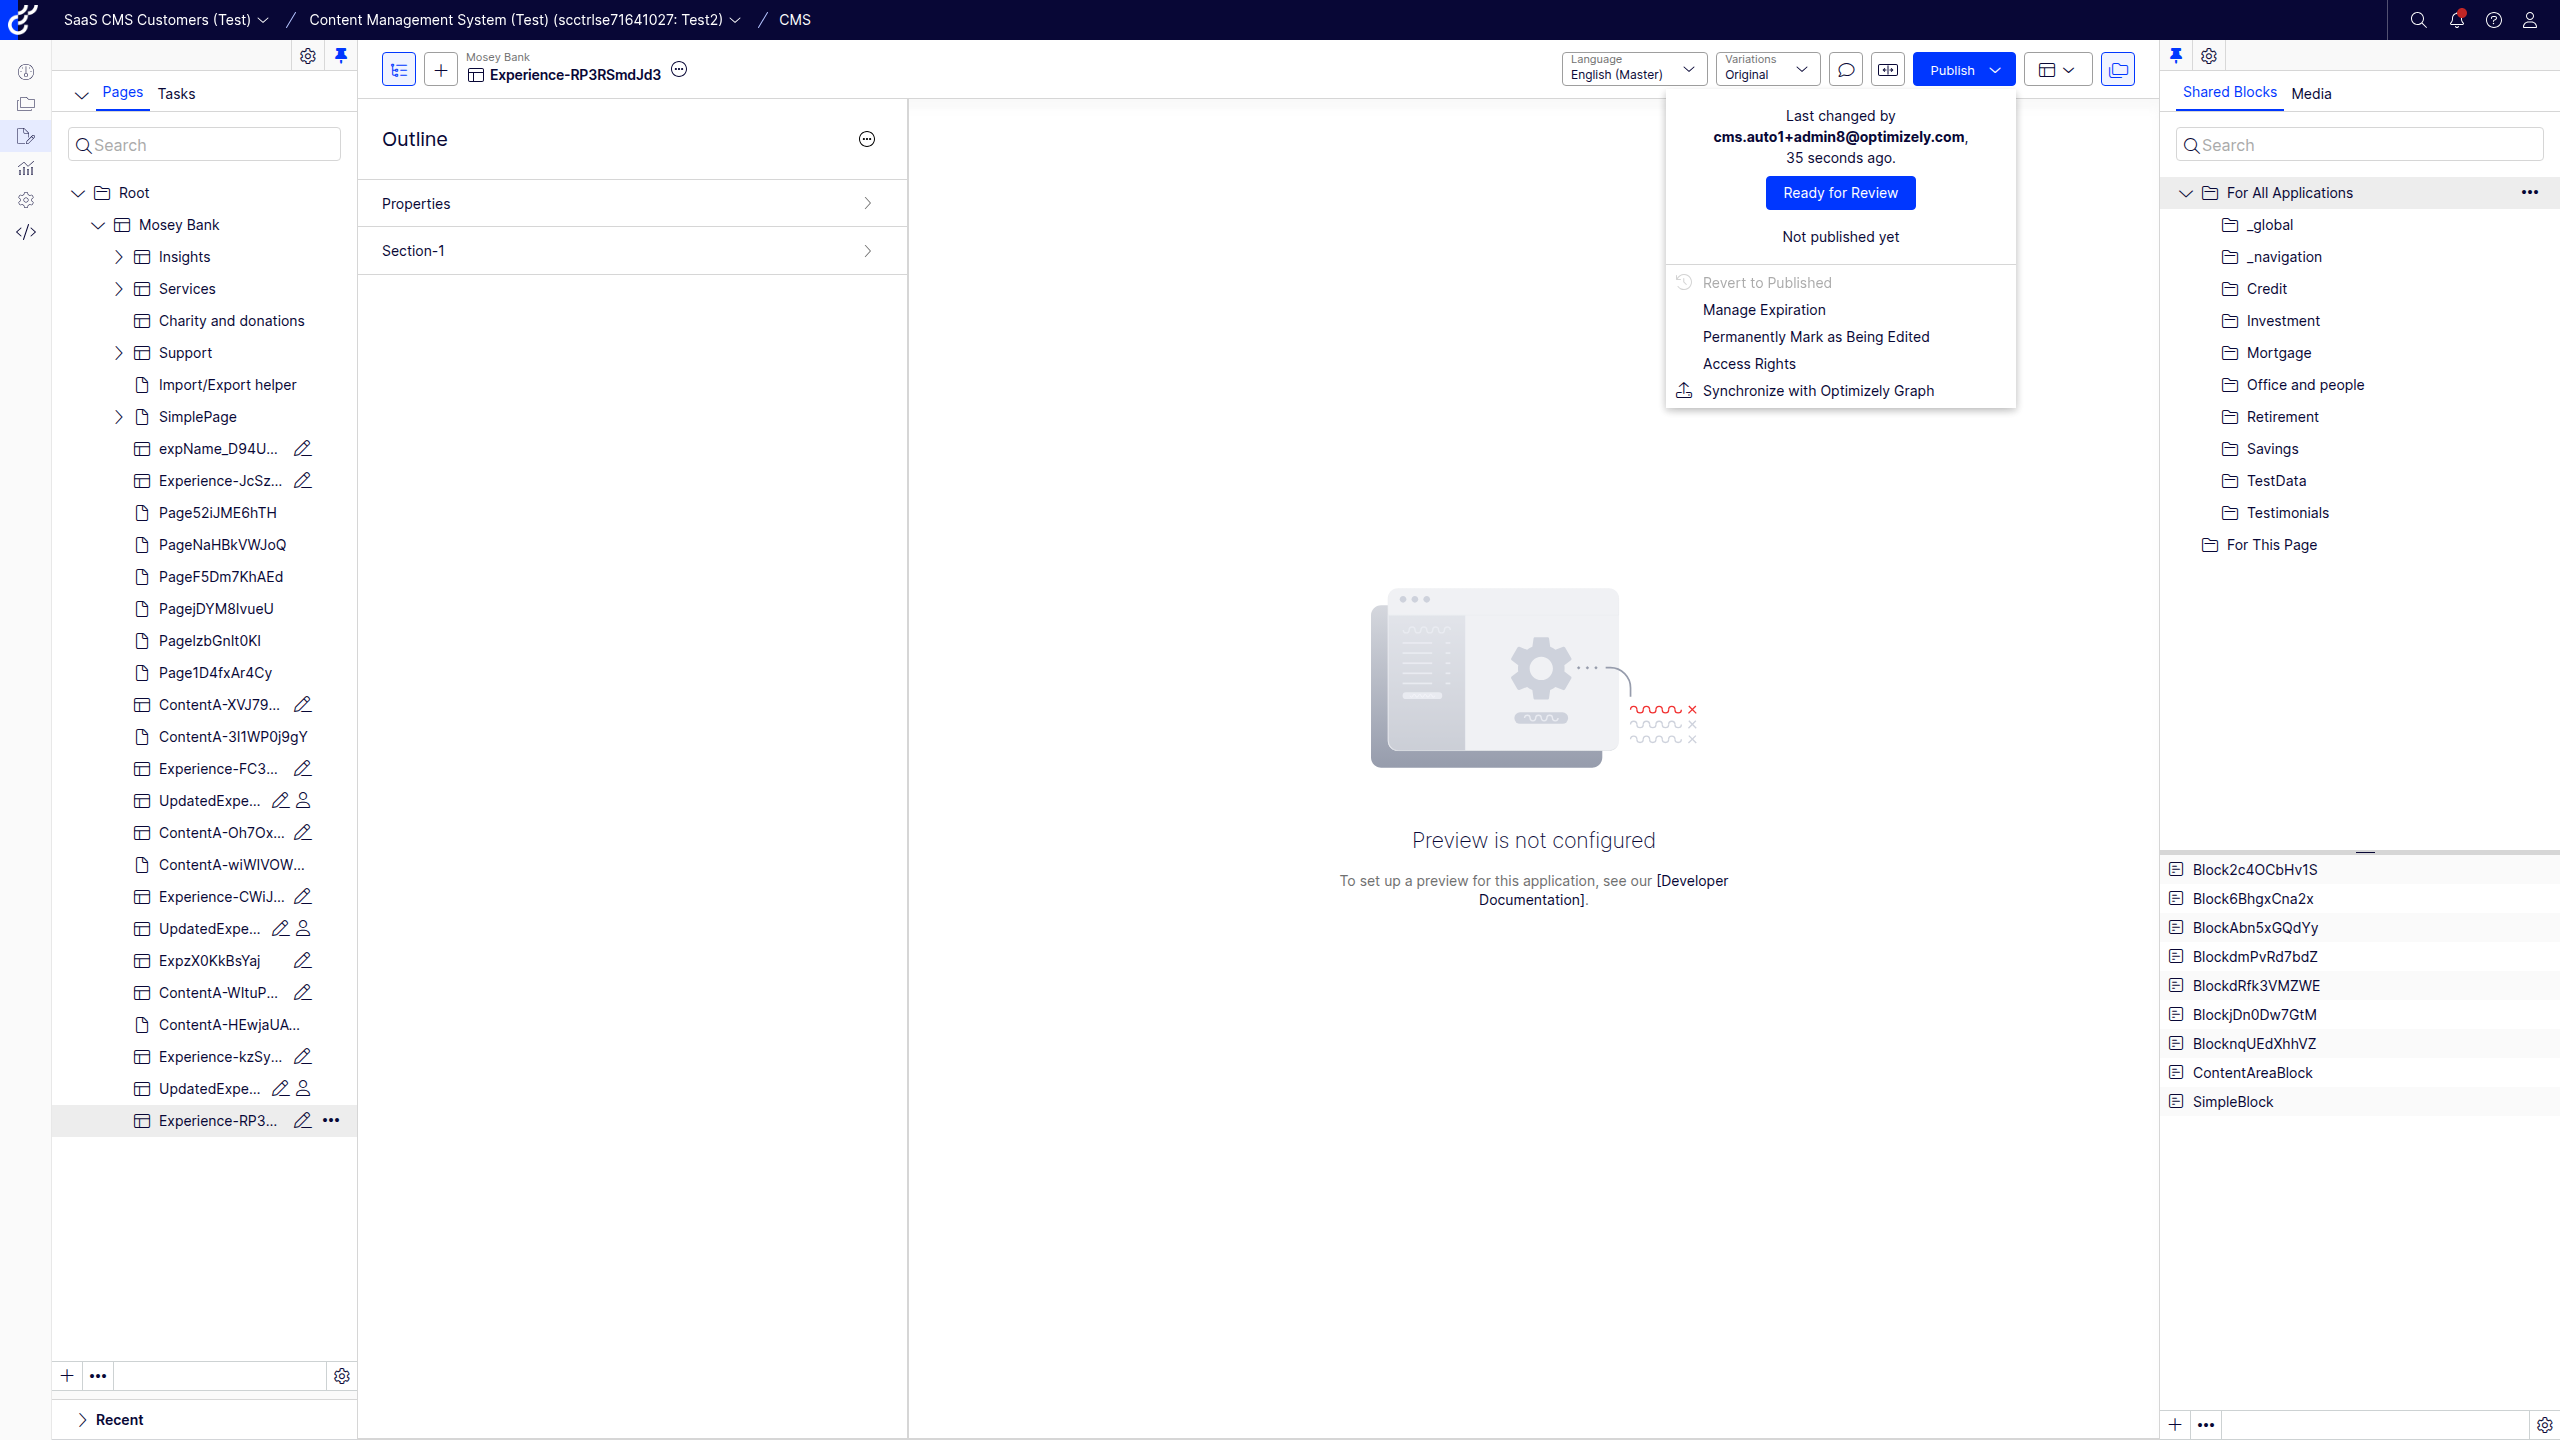 SaaS CMS Customers (Test)
Content Management System (Test) (scctrlse71641027: Test2)
CMS
Pages
Tasks
Search
Root
Mosey Bank
Insights
Services
Charity and donations
Support
Import/Export helper
SimplePage
expName_D94U...
Experience-JcSz...
Page52iJME6hTH
PageNaHBkVWJoQ
PageF5Dm7KhAEd
PagejDYM8IvueU
PagelzbGnlt0Kl
Page1D4fxAr4Cy
ContentA-XVJ79...
ContentA-3I1WP0j9gY
Experience-FC3...
UpdatedExpe...
ContentA-Oh7Ox...
ContentA-wiWIVOW...
Experience-CWiJ...
UpdatedExpe...
ExpzX0KkBsYaj
ContentA-WltuP...
ContentA-HEwjaUA...
Experience-kzSy...
UpdatedExpe...
Experience-RP3...
Recent
Mosey Bank
Experience-RP3RSmdJd3
Language
English (Master)
Variations
Original
Publish
Outline
Properties
Section-1
Last changed by
cms.auto1+admin8@optimizely.com,
35 seconds ago.
Ready for Review
Not published yet
Revert to Published
Manage Expiration
Permanently Mark as Being Edited
Access Rights
Synchronize with Optimizely Graph
Preview is not configured
To set up a preview for this application, see our [Developer
Documentation].
Shared Blocks
Media
Search
For All Applications
_global
_navigation
Credit
Investment
Mortgage
Office and people
Retirement
Savings
TestData
Testimonials
For This Page
Block2c4OCbHv1S
Block6BhgxCna2x
BlockAbn5xGQdYy
BlockdmPvRd7bdZ
BlockdRfk3VMZWE
BlockjDn0Dw7GtM
BlocknqUEdXhhVZ
ContentAreaBlock
SimpleBlock